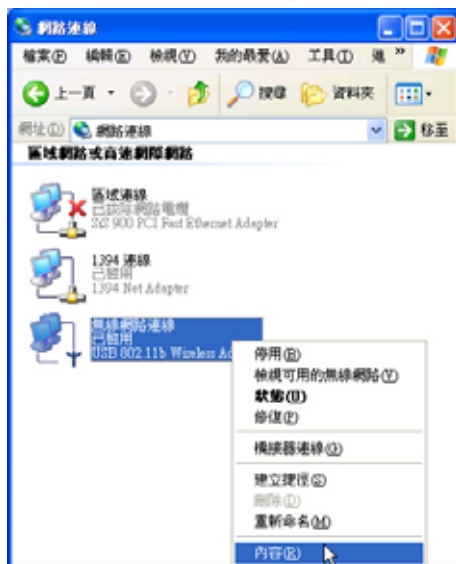 網路連線
檔案(F) 編輯(E) 檢視(V) 我的最愛(A) 工具(T) 進 »
上一頁 搜尋 資料夾
網址(D) 網路連線 移至
區域網路或高速網際網路
區域連線
已拔除網路電纜
SiS 900 PCI Fast Ethernet Adapter
1394 連線
已啟用
1394 Net Adapter
無線網路連線
已啟用
USB 802.11b Wireless Ad
停用(B)
檢視可用的無線網路(V)
狀態(U)
修復(P)
橋接器連線(G)
建立捷徑(S)
刪除(D)
重新命名(M)
內容(R)